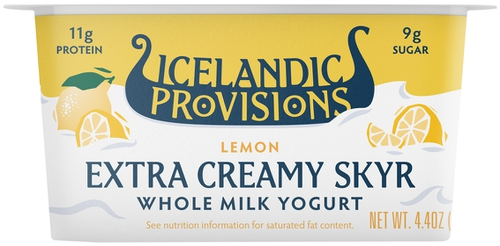 11g
PROTEIN
9g
SUGAR
ICELANDIC
PROVISIONS
LEMON
EXTRA CREAMY SKYR
WHOLE MILK YOGURT
See nutrition information for saturated fat content.
NET WT. 4.4OZ (